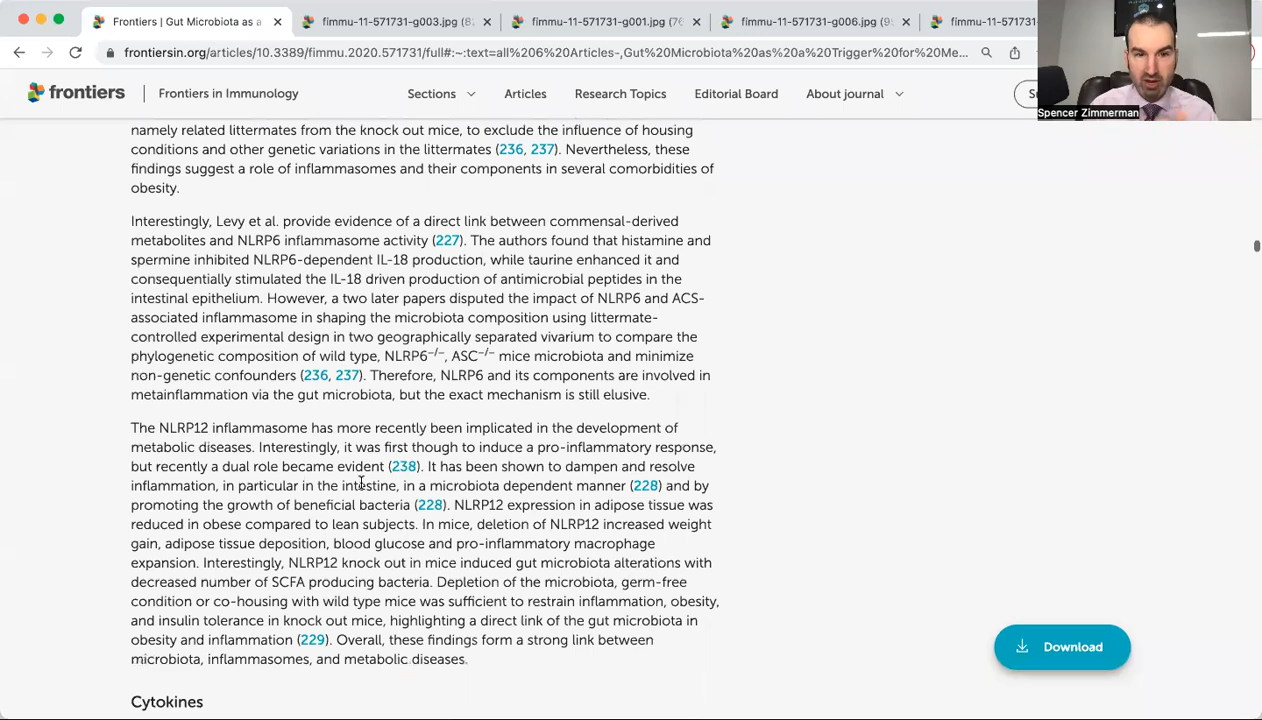 Frontiers | Gut Microbiota as a
fimmu-11-571731-g003.jpg (82
fimmu-11-571731-g001.jpg (76
fimmu-11-571731-g006.jpg (99
fimmu-11-57173
frontiersin.org/articles/10.3389/fimmu.2020.571731/full#:~:text=all%206%20Articles-,Gut%20Microbiota%20as%20a%20Trigger%20for%20Me...
frontiers
Frontiers in Immunology
Sections
Articles
Research Topics
Editorial Board
About journal
Spencer Zimmerman
namely related littermates from the knock out mice, to exclude the influence of housing
conditions and other genetic variations in the littermates (236, 237). Nevertheless, these
findings suggest a role of inflammasomes and their components in several comorbidities of
obesity.
Interestingly, Levy et al. provide evidence of a direct link between commensal-derived
metabolites and NLRP6 inflammasome activity (227). The authors found that histamine and
spermine inhibited NLRP6-dependent IL-18 production, while taurine enhanced it and
consequentially stimulated the IL-18 driven production of antimicrobial peptides in the
intestinal epithelium. However, a two later papers disputed the impact of NLRP6 and ACS-
associated inflammasome in shaping the microbiota composition using littermate-
controlled experimental design in two geographically separated vivarium to compare the
phylogenetic composition of wild type, NLRP6−/−, ASC−/− mice microbiota and minimize
non-genetic confounders (236, 237). Therefore, NLRP6 and its components are involved in
metainflammation via the gut microbiota, but the exact mechanism is still elusive.
The NLRP12 inflammasome has more recently been implicated in the development of
metabolic diseases. Interestingly, it was first though to induce a pro-inflammatory response,
but recently a dual role became evident (238). It has been shown to dampen and resolve
inflammation, in particular in the intestine, in a microbiota dependent manner (228) and by
promoting the growth of beneficial bacteria (228). NLRP12 expression in adipose tissue was
reduced in obese compared to lean subjects. In mice, deletion of NLRP12 increased weight
gain, adipose tissue deposition, blood glucose and pro-inflammatory macrophage
expansion. Interestingly, NLRP12 knock out in mice induced gut microbiota alterations with
decreased number of SCFA producing bacteria. Depletion of the microbiota, germ-free
condition or co-housing with wild type mice was sufficient to restrain inflammation, obesity,
and insulin tolerance in knock out mice, highlighting a direct link of the gut microbiota in
obesity and inflammation (229). Overall, these findings form a strong link between
microbiota, inflammasomes, and metabolic diseases.
Download
Cytokines